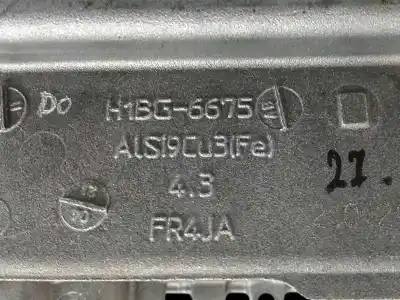 DO H1BG-6675
AlSi9Cu3(Fe)
4.3
27.
FR4JA